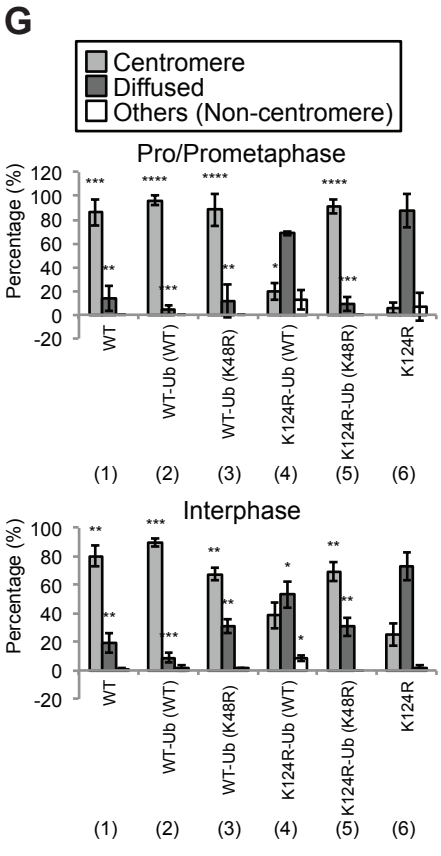 G
Centromere
Diffused
Others (Non-centromere)
Pro/Prometaphase
Percentage (%)
120
100
80
60
40
20
0
-20
*** ** **** *** **** ** * **** ***
WT
WT-Ub (WT)
WT-Ub (K48R)
K124R-Ub (WT)
K124R-Ub (K48R)
K124R
(1) (2) (3) (4) (5) (6)
Interphase
Percentage (%)
100
80
60
40
20
0
-20
** ** *** *** ** ** * * ** **
WT
WT-Ub (WT)
WT-Ub (K48R)
K124R-Ub (WT)
K124R-Ub (K48R)
K124R
(1) (2) (3) (4) (5) (6)